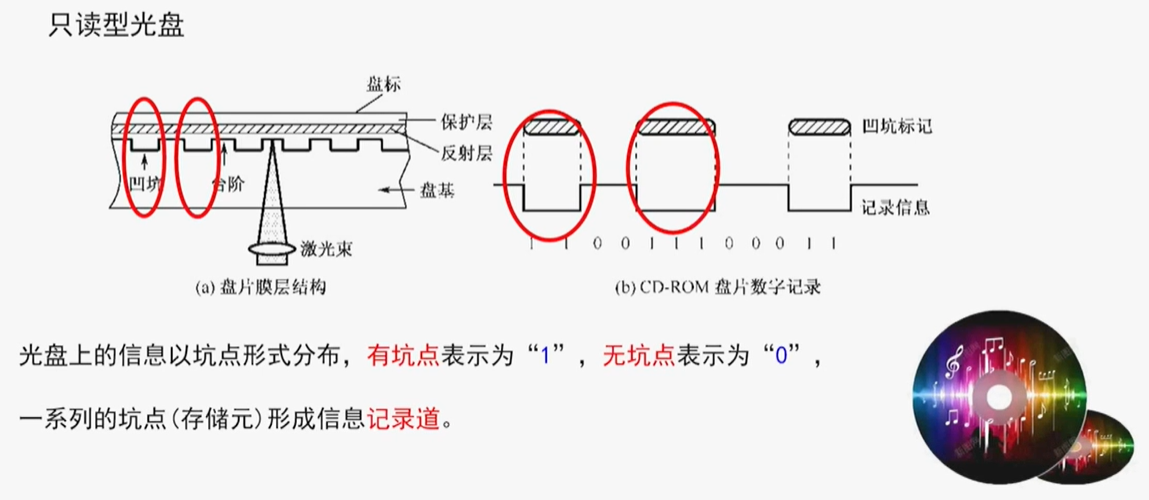 只读型光盘
盘标
保护层
反射层
凹坑
台阶
盘基
激光束
(a) 盘片膜层结构
凹坑标记
记录信息
1 1 0 0 1 1 1 0 0 0 1 1
(b) CD-ROM 盘片数字记录
光盘上的信息以坑点形式分布，有坑点表示为“1”，无坑点表示为“0”，
一系列的坑点(存储元)形成信息记录道。